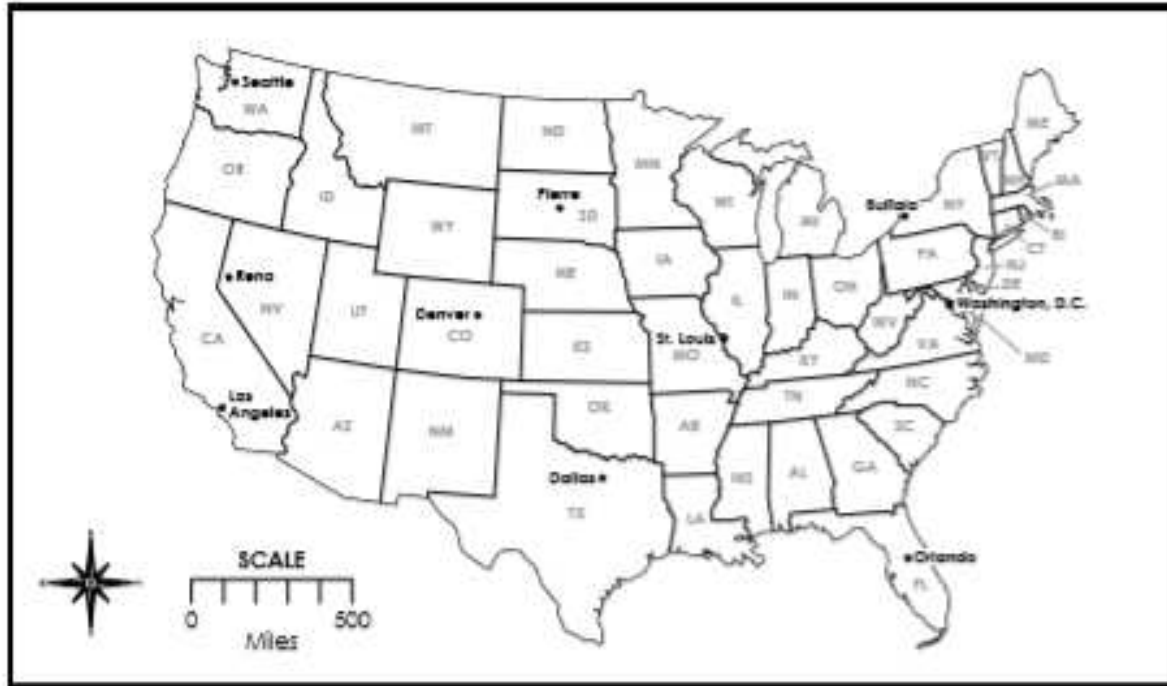 Seattle
WA
MT
ND
MN
ME
OR
ID
VT
NH
MA
Pierre
SD
WI
MI
Buffalo
NY
RI
CT
WY
IA
PA
NJ
DE
Reno
NE
NV
UT
Denver
CO
IL
IN
OH
Washington, D.C.
WV
VA
CA
KS
St. Louis
MO
KY
MD
Las
Angeles
AZ
NM
OK
AR
TN
NC
SC
Dallas
TX
LA
MS
AL
GA
Orlando
FL
SCALE
0
500
Miles